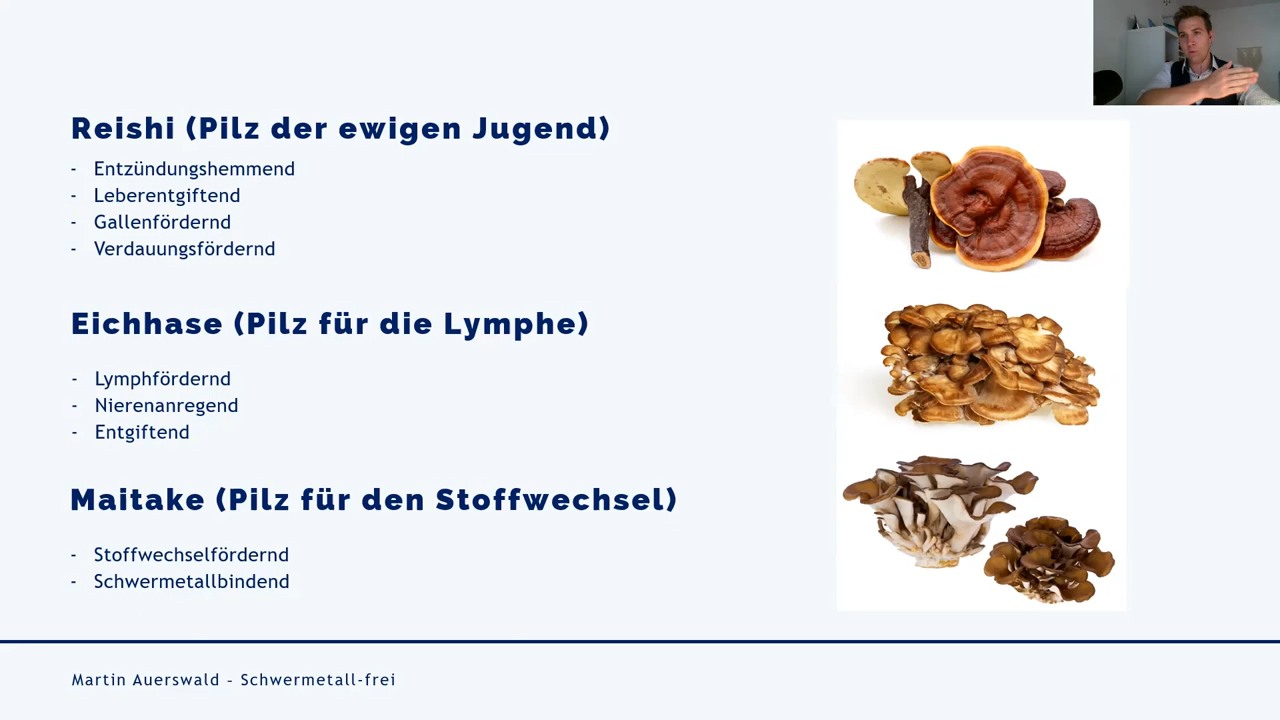 Reishi (Pilz der ewigen Jugend)
- Entzündungshemmend
- Leberentgiftend
- Gallenfördernd
- Verdauungsfördernd
Eichhase (Pilz für die Lymphe)
- Lymphfördernd
- Nierenanregend
- Entgiftend
Maitake (Pilz für den Stoffwechsel)
- Stoffwechselfördernd
- Schwermetallbindend
Martin Auerswald – Schwermetall-frei